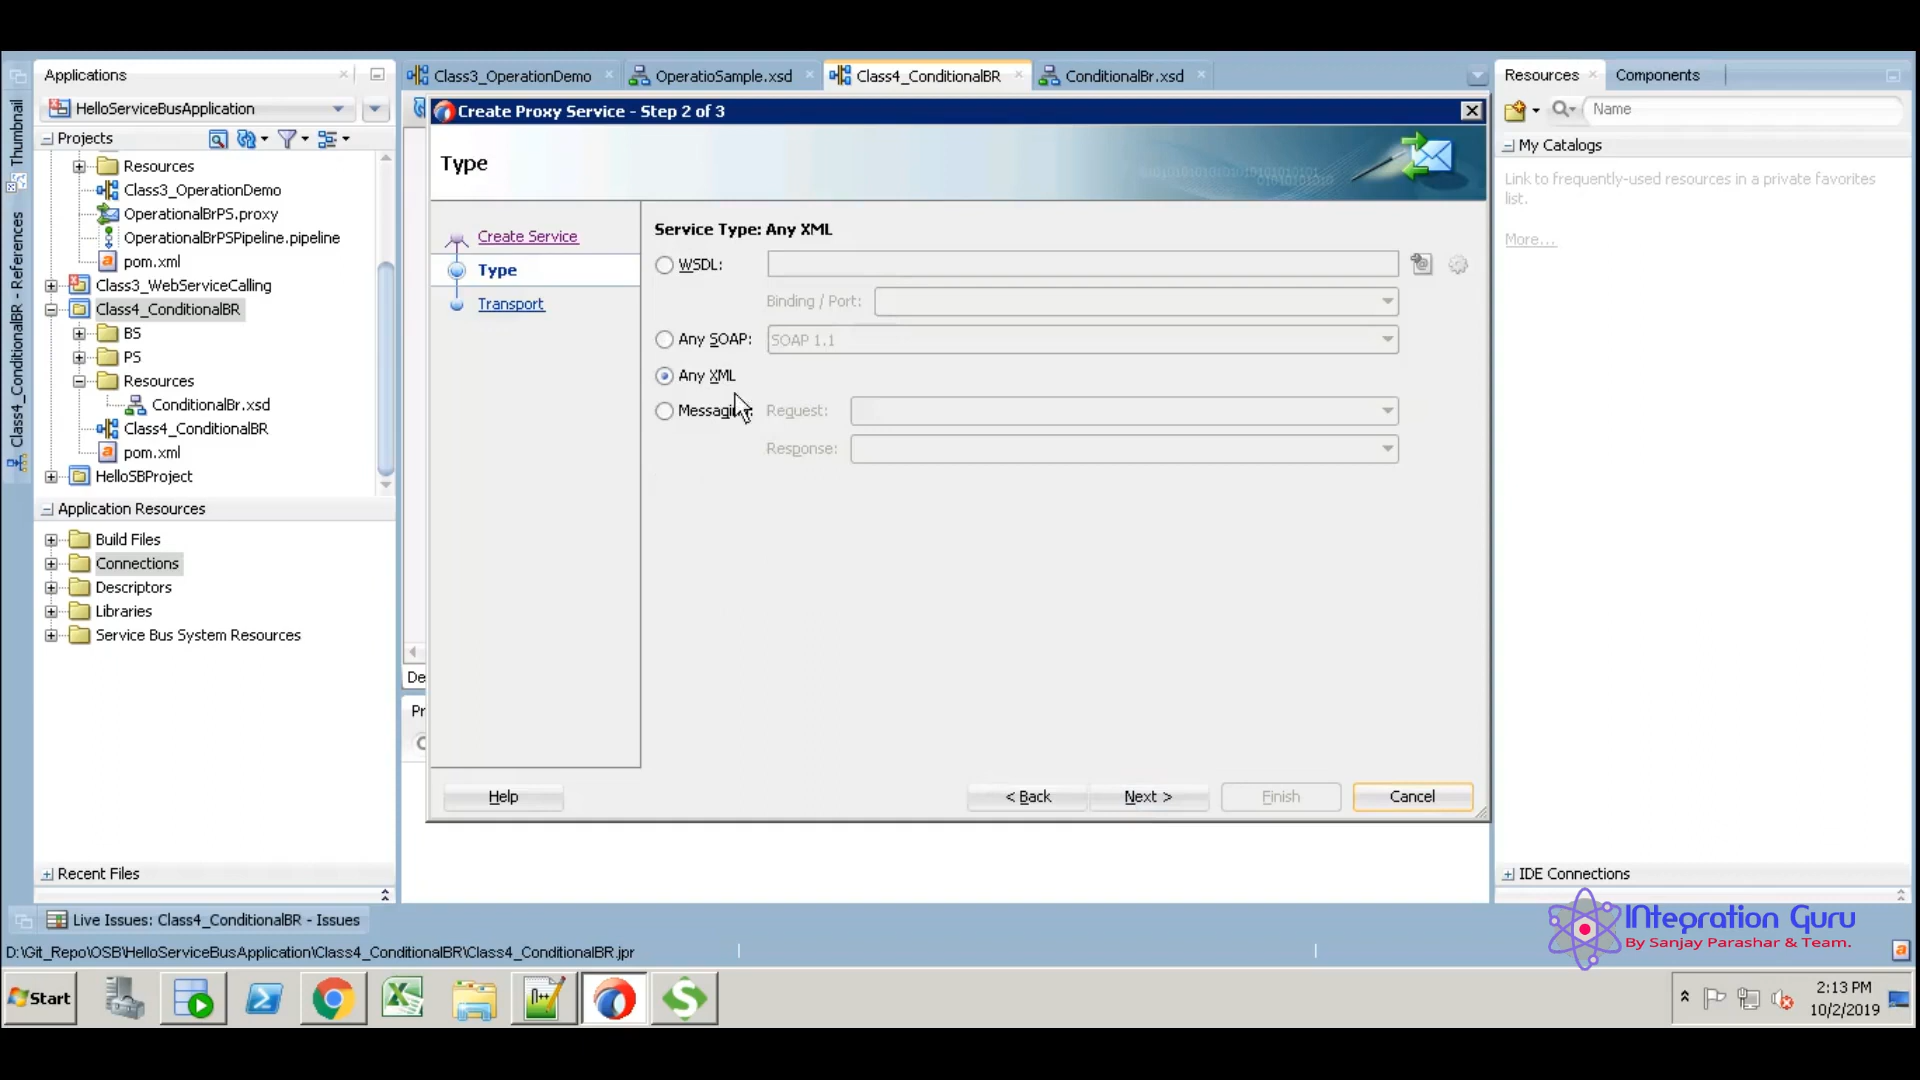 Applications
Class3_OperationDemo
OperatioSample.xsd
Class4_ConditionalBR
ConditionalBr.xsd
Resources
Components
Thumbnail
HelloServiceBusApplication
Name
Projects
My Catalogs
Link to frequently-used resources in a private favorites
list.
More...
Resources
Class3_OperationDemo
OperationalBrPS.proxy
OperationalBrPSPipeline.pipeline
pom.xml
Class3_WebServiceCalling
Class4_ConditionalBR
BS
PS
Resources
ConditionalBr.xsd
Class4_ConditionalBR
pom.xml
HelloSBProject
Class4_ConditionalBR - References
Application Resources
Build Files
Connections
Descriptors
Libraries
Service Bus System Resources
Recent Files
Create Proxy Service - Step 2 of 3
Type
Create Service
Type
Transport
Service Type: Any XML
WSDL:
Binding / Port:
Any SOAP:
SOAP 1.1
Any XML
Request:
Response:
De
Pr
Help
< Back
Next >
Finish
Cancel
IDE Connections
Live Issues: Class4_ConditionalBR - Issues
INtegration Guru
By Sanjay Parashar & Team.
D:\Git_Repo\OSB\HelloServiceBusApplication\Class4_ConditionalBR\Class4_ConditionalBR.jpr
Start
2:13 PM
10/2/2019